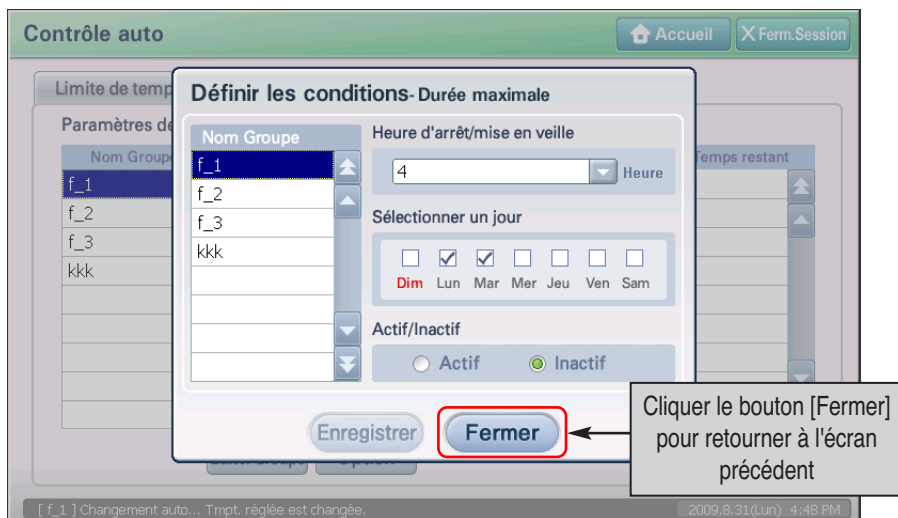 Contrôle auto
Accueil
X Ferm.Session
Limite de temp
Paramètres de
Nom Group
Temps restant
f_1
f_2
f_3
kkk
Définir les conditions- Durée maximale
Nom Groupe
f_1
f_2
f_3
kkk
Heure d'arrêt/mise en veille
4
Heure
Sélectionner un jour
Dim Lun Mar Mer Jeu Ven Sam
Actif/Inactif
Actif
Inactif
Enregistrer
Fermer
Cliquer le bouton [Fermer]
pour retourner à l'écran
précédent
[ f_1 ] Changement auto... Tmpt. réglée est changée.
2009.8.31(Lun) 4:48 PM